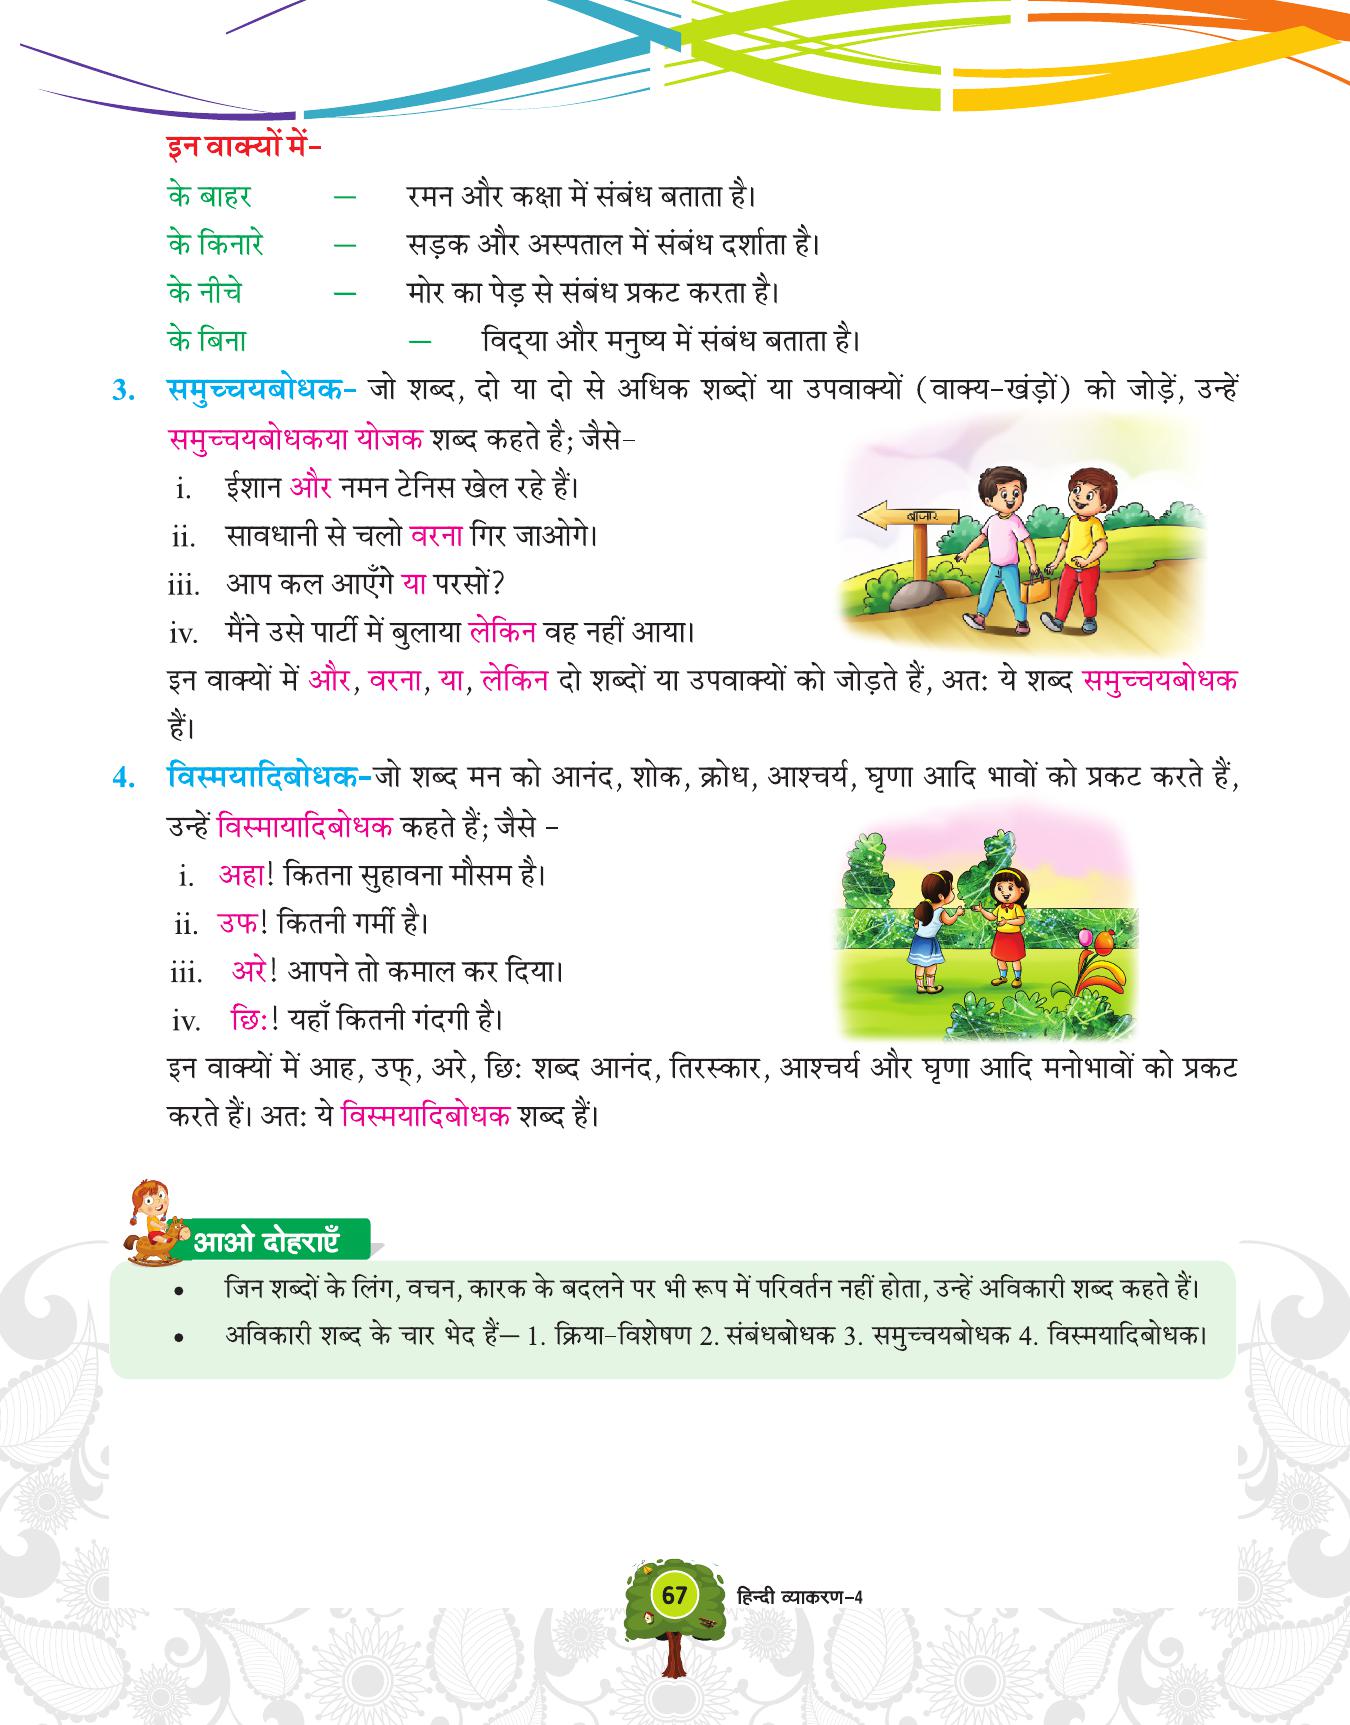 इन वाक्यों में-
के बाहर — रमन और कक्षा में संबंध बताता है।
के किनारे — सड़क और अस्पताल में संबंध दर्शाता है।
के नीचे — मोर का पेड़ से संबंध प्रकट करता है।
के बिना — विद्‌या और मनुष्य में संबंध बताता है।
3. समुच्चयबोधक- जो शब्द, दो या दो से अधिक शब्दों या उपवाक्यों (वाक्य-खंड़ों) को जोड़ें, उन्हें
समुच्चयबोधकया योजक शब्द कहते है; जैसे-
i. ईशान और नमन टेनिस खेल रहे हैं।
ii. सावधानी से चलो वरना गिर जाओगे।
iii. आप कल आएँगे या परसों?
iv. मैंने उसे पार्टी में बुलाया लेकिन वह नहीं आया।
बाजार
इन वाक्यों में और, वरना, या, लेकिन दो शब्दों या उपवाक्यों को जोड़ते हैं, अत: ये शब्द समुच्चयबोधक
हैं।
4. विस्मयादिबोधक-जो शब्द मन को आनंद, शोक, क्रोध, आश्चर्य, घृणा आदि भावों को प्रकट करते हैं,
उन्हें विस्मायादिबोधक कहते हैं; जैसे -
i. अहा! कितना सुहावना मौसम है।
ii. उफ! कितनी गर्मी है।
iii. अरे! आपने तो कमाल कर दिया।
iv. छि:! यहाँ कितनी गंदगी है।
इन वाक्यों में आह, उफ्, अरे, छि: शब्द आनंद, तिरस्कार, आश्चर्य और घृणा आदि मनोभावों को प्रकट
करते हैं। अत: ये विस्मयादिबोधक शब्द हैं।
आओ दोहराएँ
• जिन शब्दों के लिंग, वचन, कारक के बदलने पर भी रूप में परिवर्तन नहीं होता, उन्हें अविकारी शब्द कहते हैं।
• अविकारी शब्द के चार भेद हैं— 1. क्रिया-विशेषण 2. संबंधबोधक 3. समुच्चयबोधक 4. विस्मयादिबोधक।
67 हिन्दी व्याकरण-4